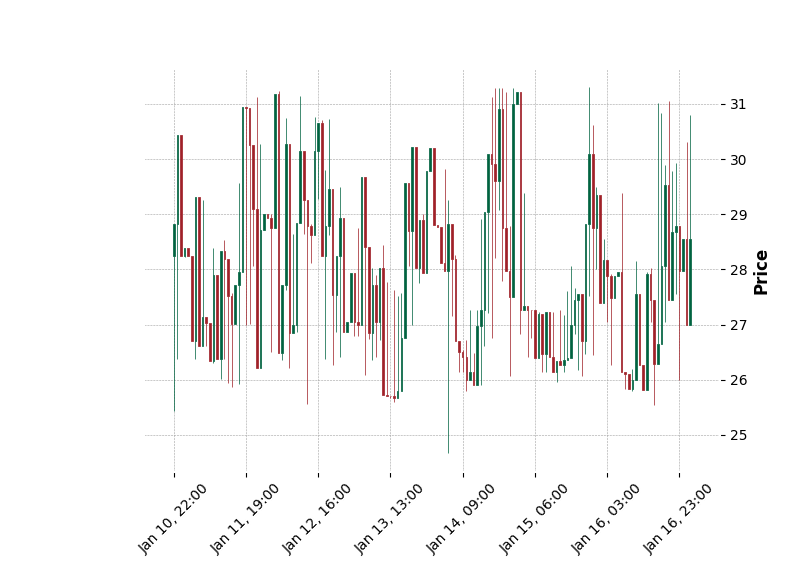 31
30
29
28
27
26
25
Price
Jan 10, 22:00
Jan 11, 19:00
Jan 12, 16:00
Jan 13, 13:00
Jan 14, 09:00
Jan 15, 06:00
Jan 16, 03:00
Jan 16, 23:00